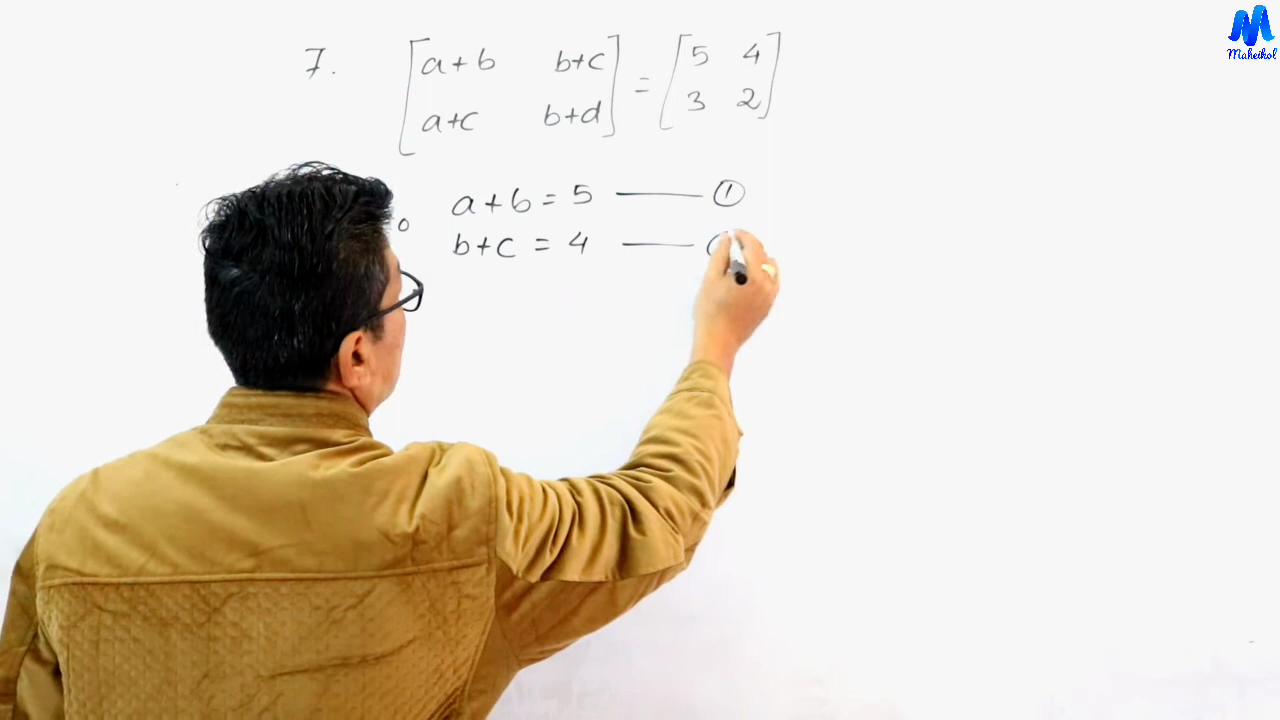 Maheikol
7. [a+b b+c] = [5 4]
[a+c b+d] [3 2]
a+b = 5 —— ①
b+c = 4 ——